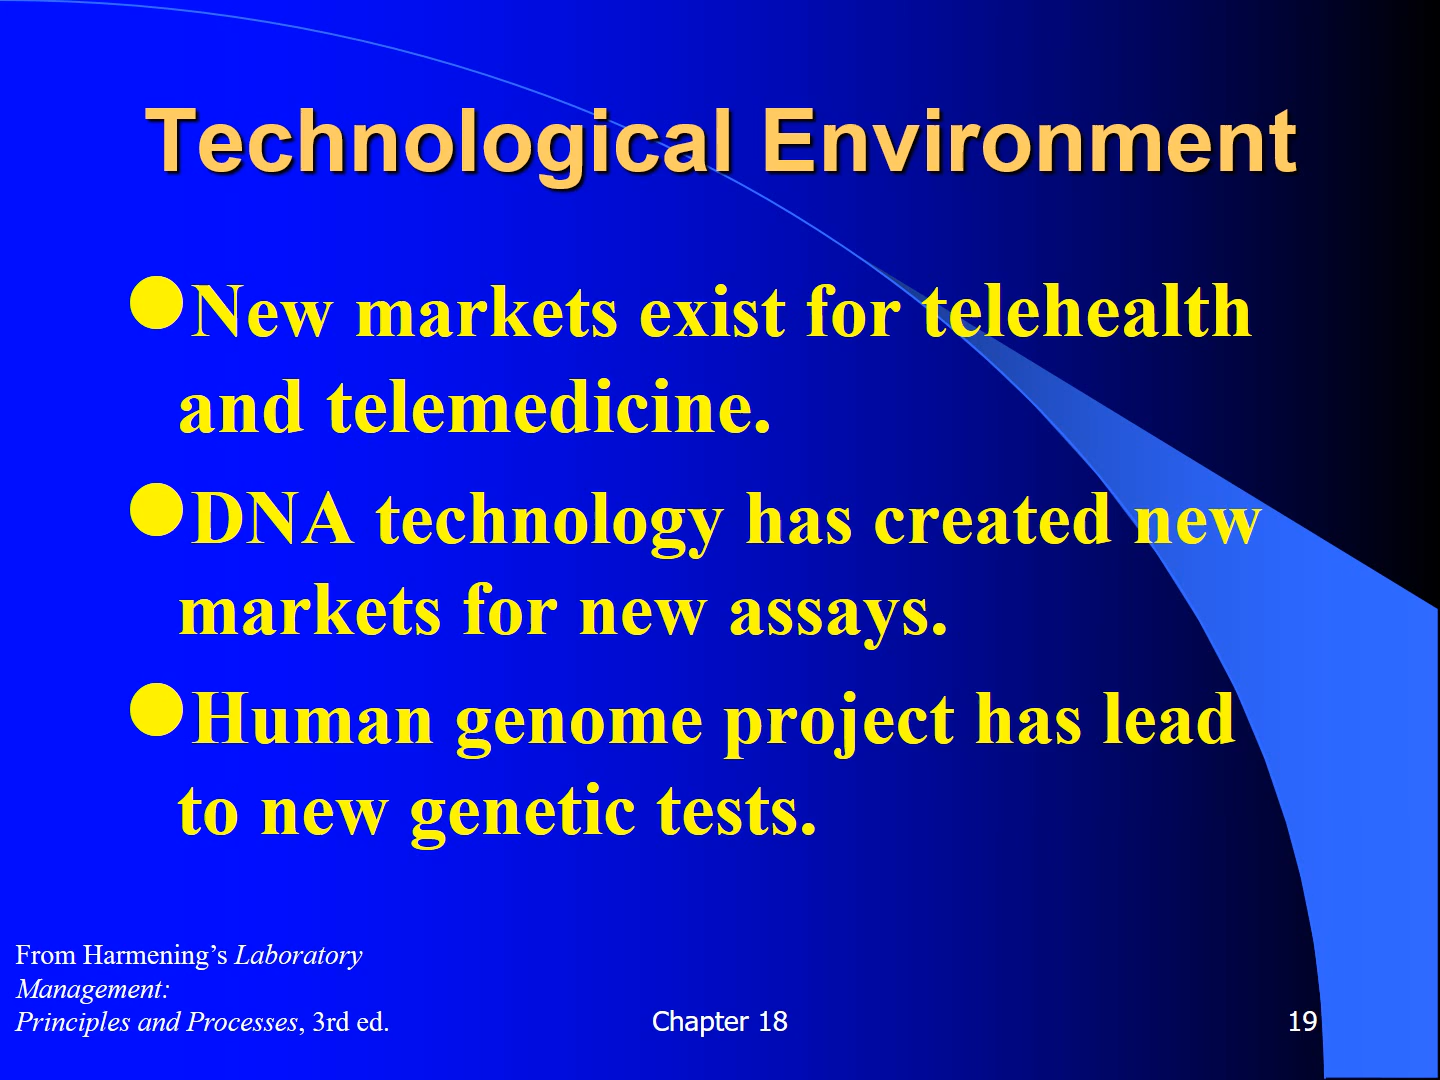 Technological Environment
●New markets exist for telehealth
and telemedicine.
●DNA technology has created new
markets for new assays.
●Human genome project has lead
to new genetic tests.
From Harmening’s Laboratory
Management:
Principles and Processes, 3rd ed.
Chapter 18
19